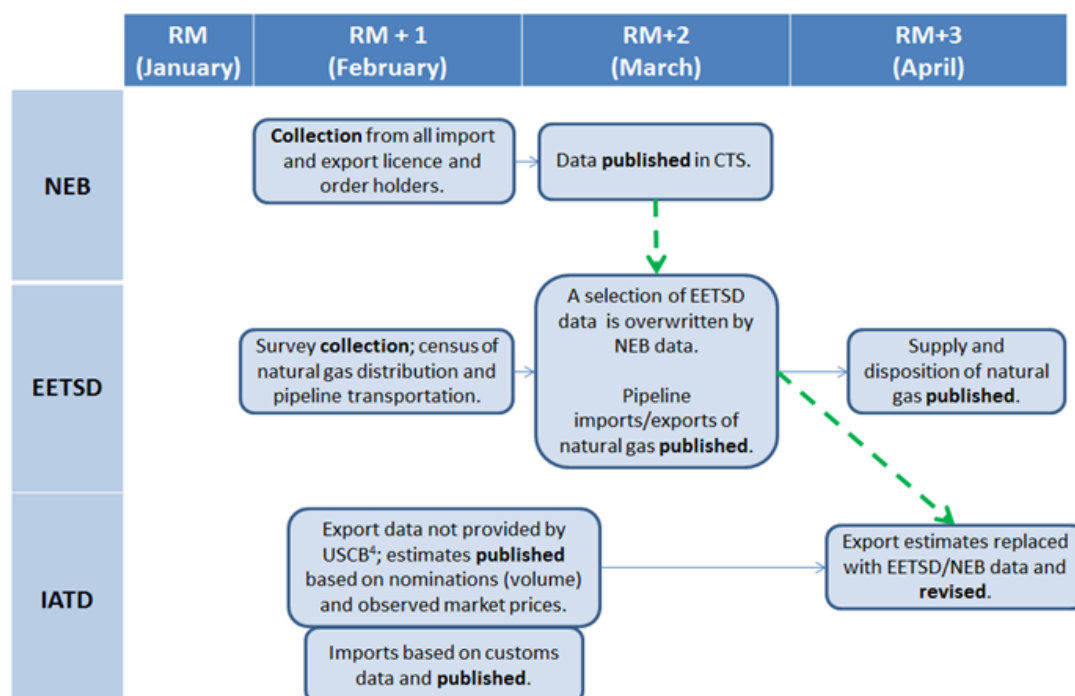 RM
(January)
RM + 1
(February)
RM+2
(March)
RM+3
(April)
NEB
Collection from all import
and export licence and
order holders.
Data published in CTS.
EETSD
Survey collection; census of
natural gas distribution and
pipeline transportation.
A selection of EETSD
data is overwritten by
NEB data.
Pipeline
imports/exports of
natural gas published.
Supply and
disposition of natural
gas published.
IATD
Export data not provided by
USCB⁴; estimates published
based on nominations (volume)
and observed market prices.
Imports based on customs
data and published.
Export estimates replaced
with EETSD/NEB data and
revised.